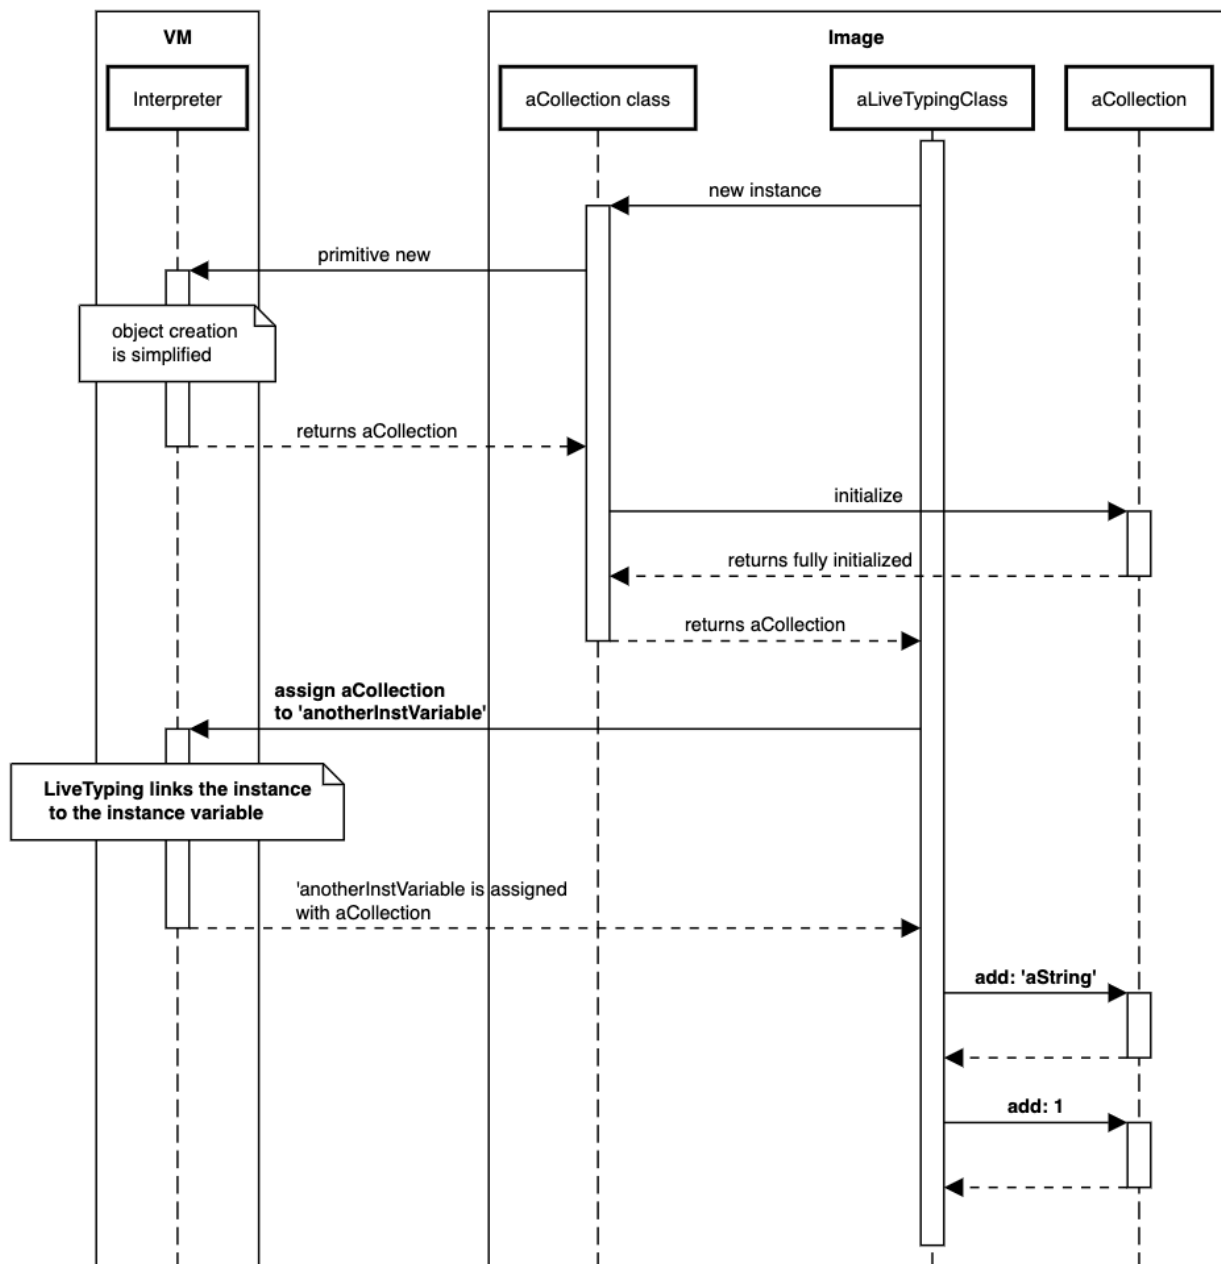 VM
Image
Interpreter
aCollection class
aLiveTypingClass
aCollection
new instance
primitive new
object creation
is simplified
returns aCollection
initialize
returns fully initialized
returns aCollection
assign aCollection
to 'anotherInstVariable'
LiveTyping links the instance
to the instance variable
'anotherInstVariable is assigned
with aCollection
add: 'aString'
add: 1